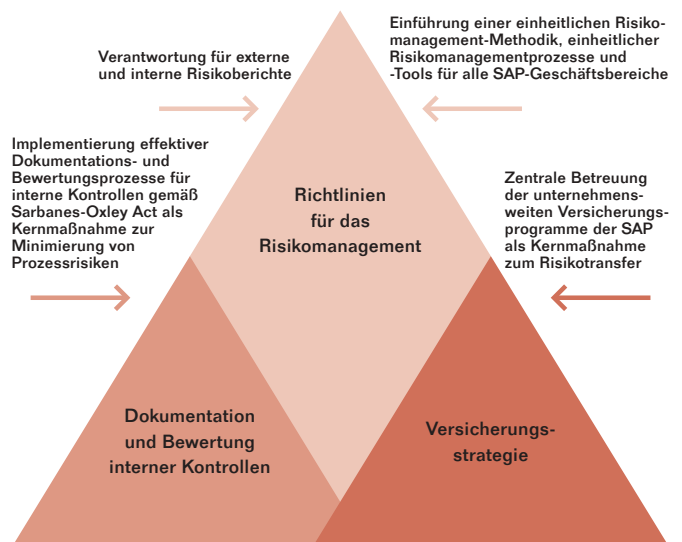 Verantwortung für externe
und interne Risikoberichte
Einführung einer einheitlichen Risiko-
management-Methodik, einheitlicher
Risikomanagementprozesse und
-Tools für alle SAP-Geschäftsbereiche
Implementierung effektiver
Dokumentations- und
Bewertungsprozesse für
interne Kontrollen gemäß
Sarbanes-Oxley Act als
Kernmaßnahme zur
Minimierung von
Prozessrisiken
Zentrale Betreuung
der unternehmens-
weiten Versicherungs-
programme der SAP
als Kernmaßnahme
zum Risikotransfer
Richtlinien
für das
Risikomanagement
Dokumentation
und Bewertung
interner Kontrollen
Versicherungs-
strategie